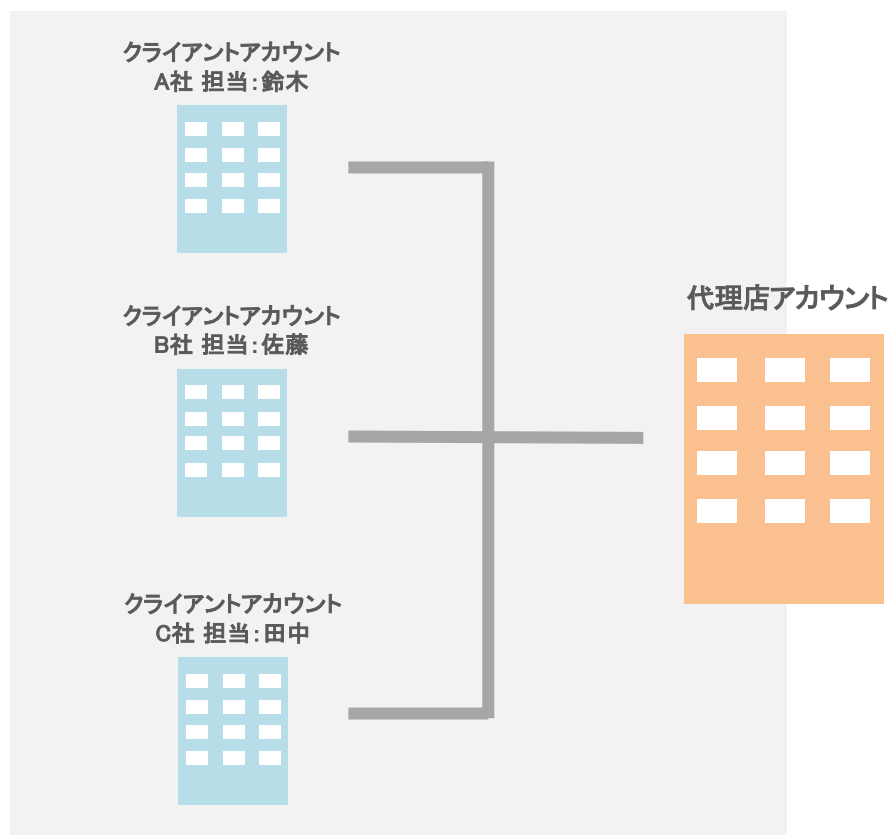 クライアントアカウント
A社 担当：鈴木
クライアントアカウント
B社 担当：佐藤
代理店アカウント
クライアントアカウント
C社 担当：田中